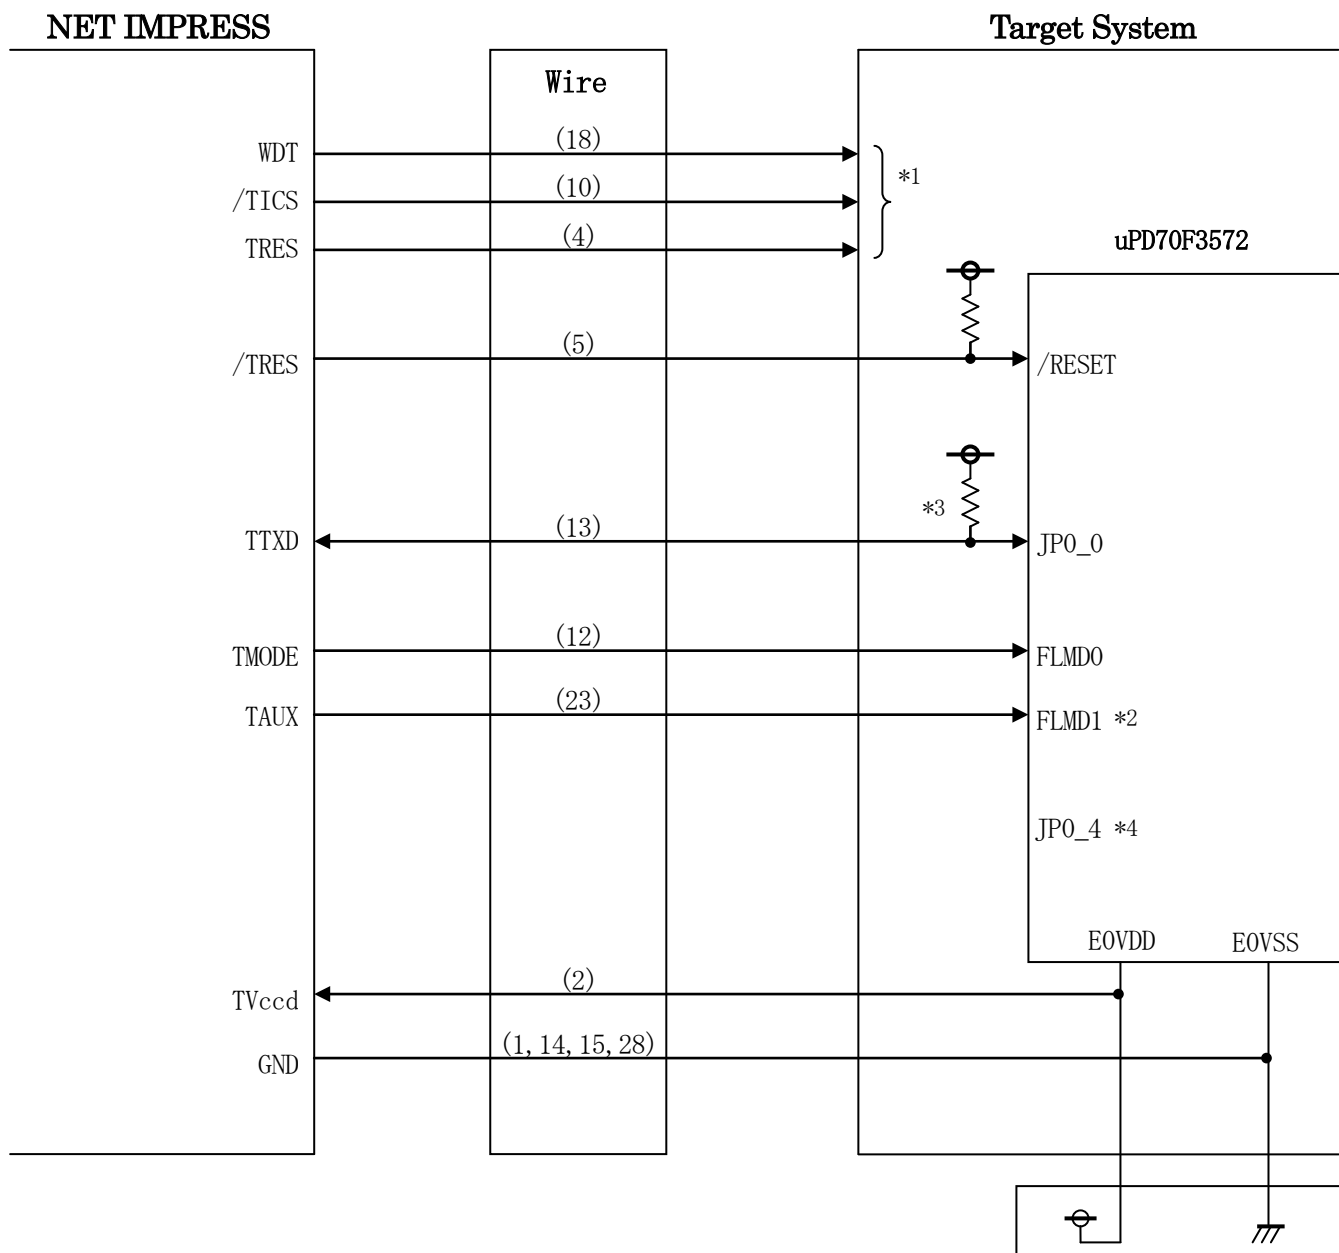 NET IMPRESS
Target System
Wire
WDT
(18)
*1
/TICS
(10)
TRES
(4)
uPD70F3572
/TRES
(5)
/RESET
*3
TTXD
(13)
JP0_0
TMODE
(12)
FLMD0
TAUX
(23)
FLMD1 *2
JP0_4 *4
E0VDD
E0VSS
TVccd
(2)
GND
(1,14,15,28)